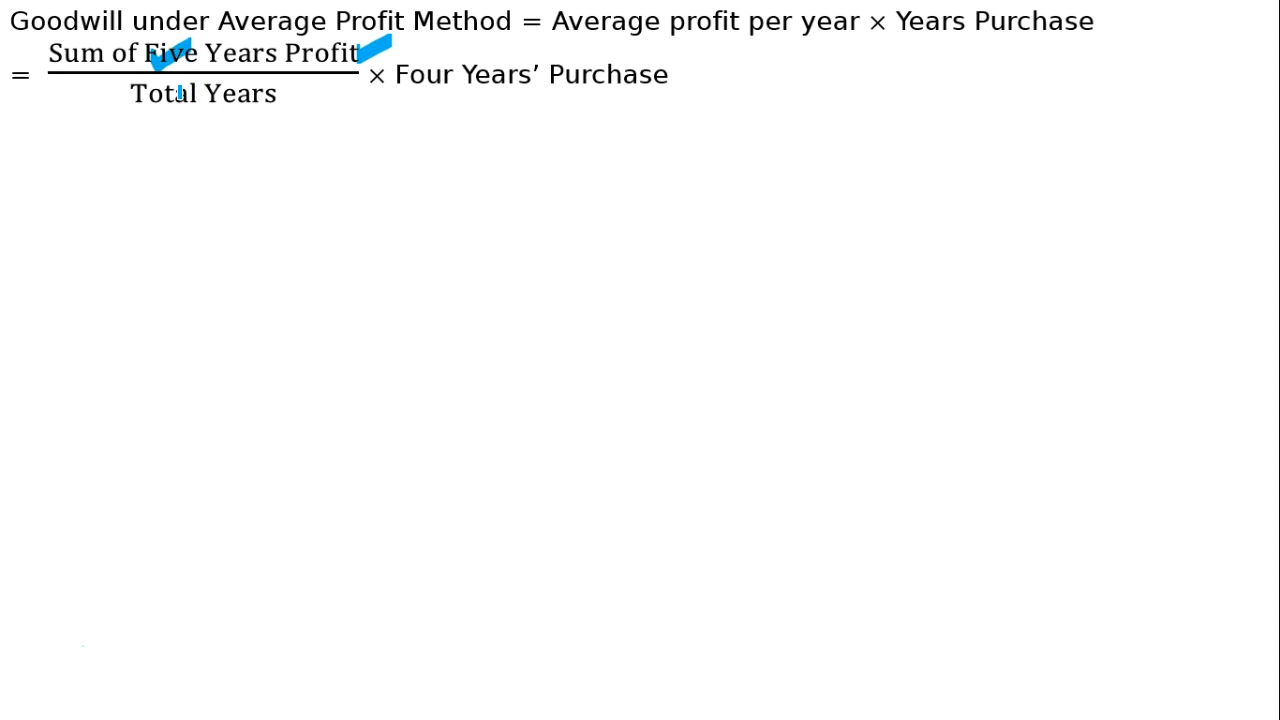 Goodwill under Average Profit Method = Average profit per year × Years Purchase
= Sum of Five Years Profit / Total Years × Four Years’ Purchase